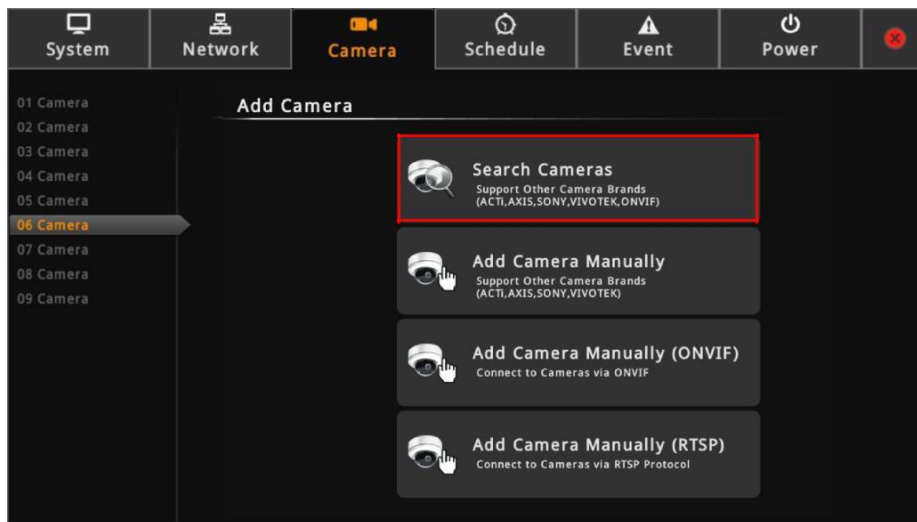 System Network Camera Schedule Event Power
01 Camera
02 Camera
03 Camera
04 Camera
05 Camera
06 Camera
07 Camera
08 Camera
09 Camera
Add Camera
Search Cameras
Support Other Camera Brands
(ACTi,AXIS,SONY,VIVOTEK,ONVIF)
Add Camera Manually
Support Other Camera Brands
(ACTi,AXIS,SONY,VIVOTEK)
Add Camera Manually (ONVIF)
Connect to Cameras via ONVIF
Add Camera Manually (RTSP)
Connect to Cameras via RTSP Protocol